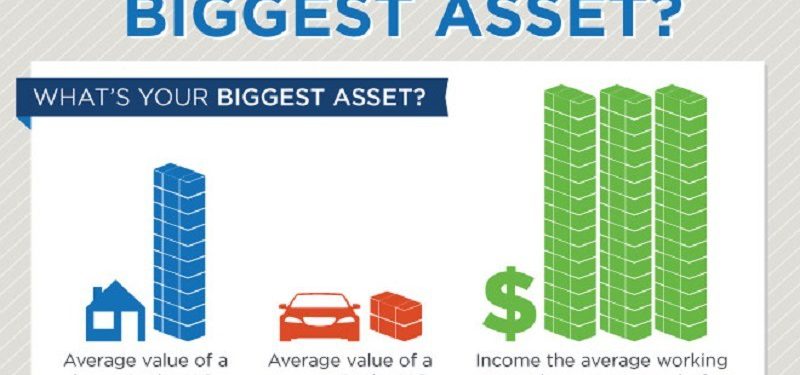 BIGGEST ASSET?
WHAT'S YOUR BIGGEST ASSET?
$
Average value of a
Average value of a
Income the average working